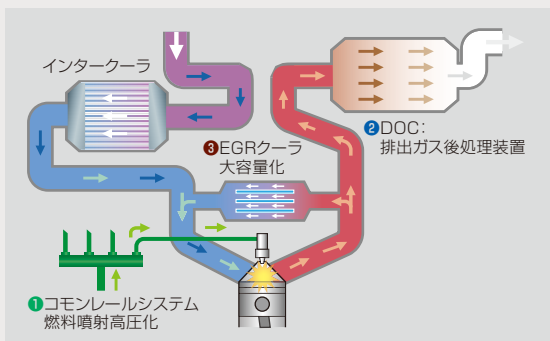 インタークーラ
❸EGRクーラ
大容量化
❷DOC：
排出ガス後処理装置
❶コモンレールシステム
燃料噴射高圧化